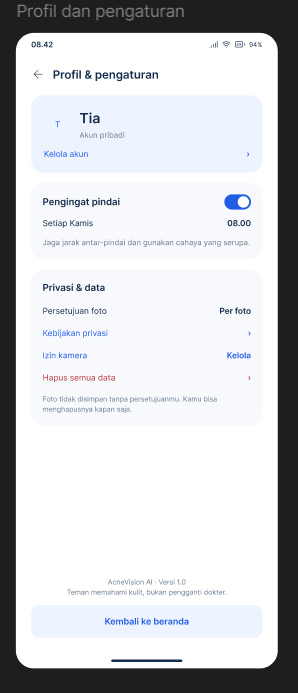 Profil dan pengaturan
08.42
94%
← Profil & pengaturan
T
Tia
Akun pribadi
Kelola akun ›
Pengingat pindai
Setiap Kamis 08.00
Jaga jarak antar-pindai dan gunakan cahaya yang serupa.
Privasi & data
Persetujuan foto Per foto
Kebijakan privasi ›
Izin kamera Kelola
Hapus semua data ›
Foto tidak disimpan tanpa persetujuanmu. Kamu bisa
menghapusnya kapan saja.
AcneVision AI · Versi 1.0
Teman memahami kulit, bukan pengganti dokter.
Kembali ke beranda